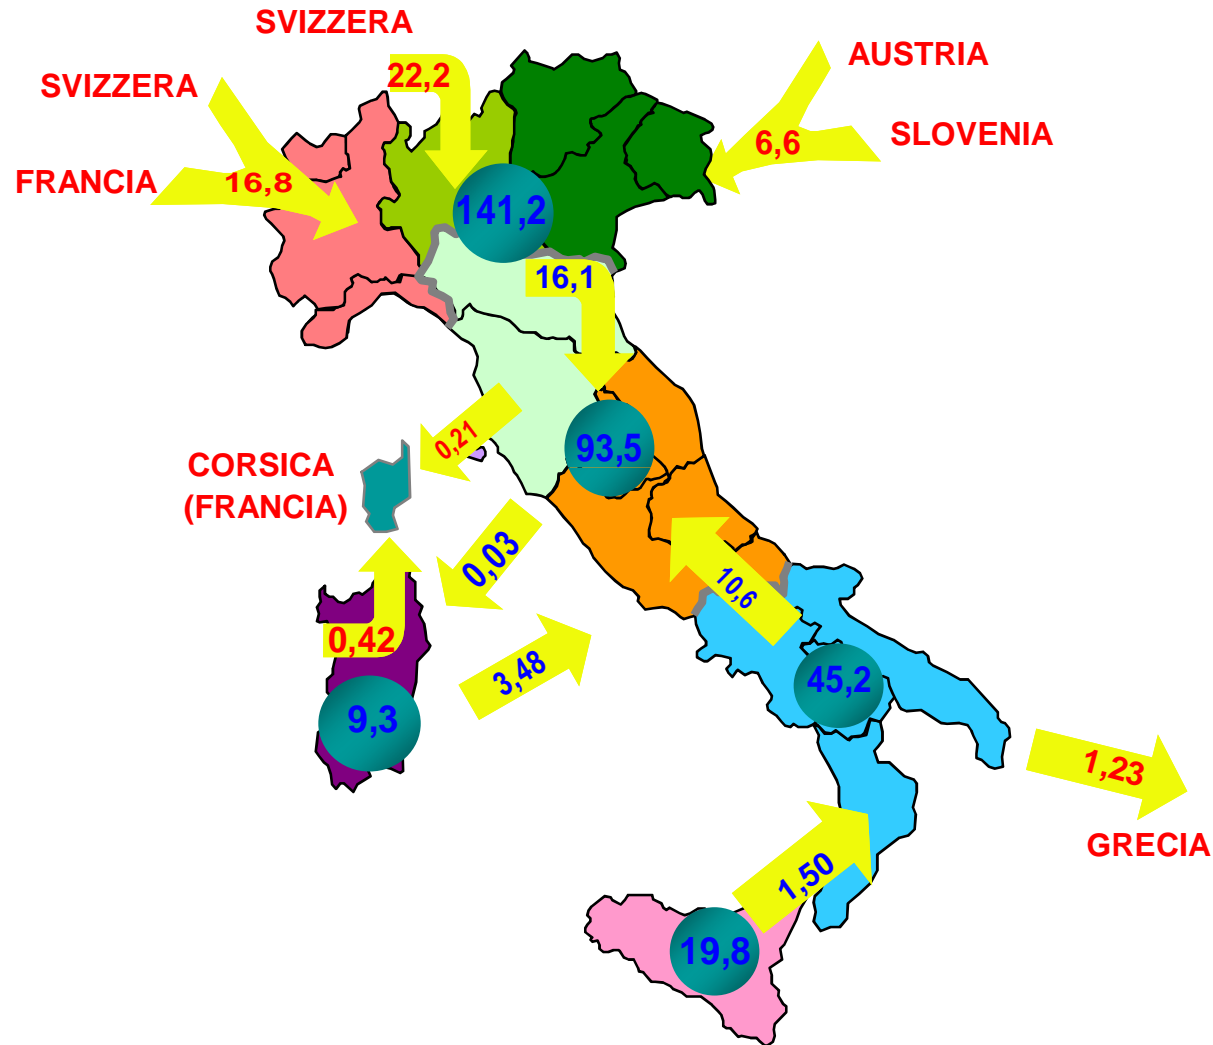 SVIZZERA
22,2
AUSTRIA
SVIZZERA
SLOVENIA
6,6
FRANCIA
16,8
141,2
16,1
0,21
93,5
CORSICA
(FRANCIA)
0,03
10,6
0,42
3,48
45,2
9,3
1,23
GRECIA
1,50
19,8